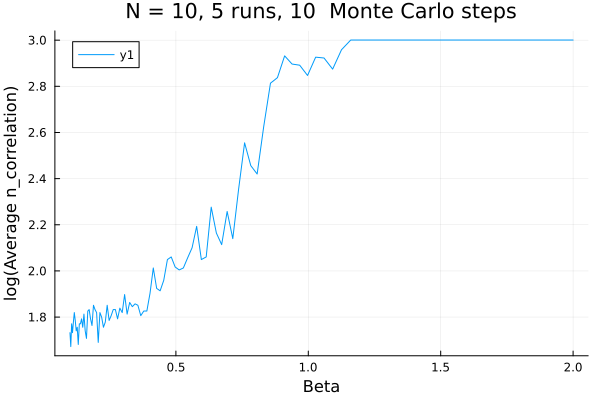 N = 10, 5 runs, 10  Monte Carlo steps
y1
log(Average n_correlation)
3.0
2.8
2.6
2.4
2.2
2.0
1.8
0.5 1.0 1.5 2.0
Beta